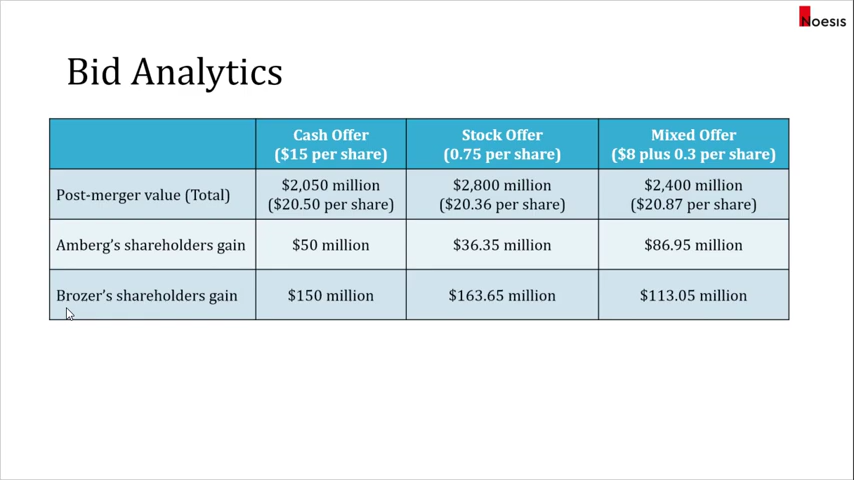 Noesis
Bid Analytics
Cash Offer
($15 per share)
Stock Offer
(0.75 per share)
Mixed Offer
($8 plus 0.3 per share)
Post-merger value (Total)
$2,050 million
($20.50 per share)
$2,800 million
($20.36 per share)
$2,400 million
($20.87 per share)
Amberg's shareholders gain
$50 million
$36.35 million
$86.95 million
Brozer's shareholders gain
$150 million
$163.65 million
$113.05 million